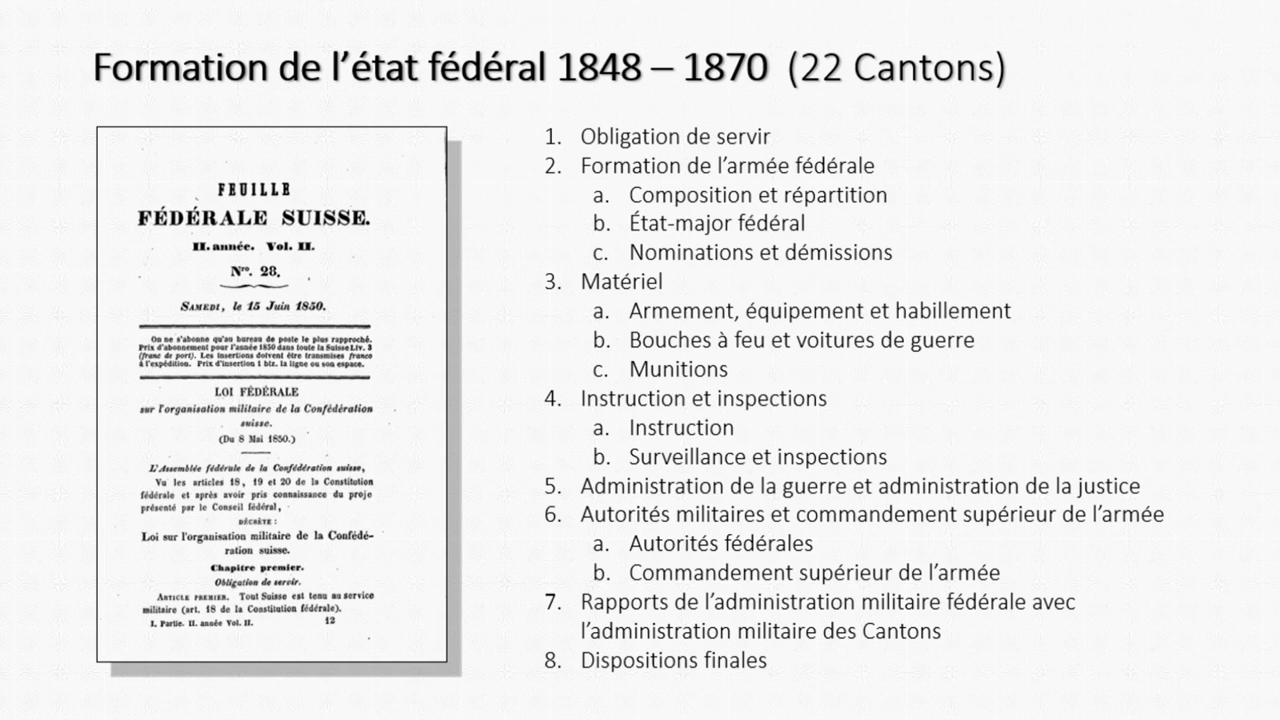 Formation de l’état fédéral 1848 – 1870 (22 Cantons)
FEUILLE
FÉDÉRALE SUISSE.
II. année. Vol. II.
Nro. 28.
SAMEDI, le 15 Juin 1850.
On ne s'abonne qu'au bureau de poste le plus rapproché.
Prix d'abonnement pour l'année 1850 dans toute la Suisse Liv. 3
(franc de port). Les insertions doivent être transmises franco
à l'expédition. Prix d'insertion 1 btz. la ligne ou son espace.
LOI FÉDÉRALE
sur l'organisation militaire de la Confédération
suisse.
(Du 8 Mai 1850.)
L'Assemblée fédérale de la Confédération suisse,
Vu les articles 18, 19 et 20 de la Constitution
fédérale et après avoir pris connaissance du proje
présenté par le Conseil fédéral,
DÉCRÈTE :
Loi sur l'organisation militaire de la Confédé-
ration suisse.
Chapitre premier.
Obligation de servir.
ARTICLE PREMIER. Tout Suisse est tenu au service
militaire (art. 18 de la Constitution fédérale).
I. Partie. II. année Vol. II. 12
1. Obligation de servir
2. Formation de l’armée fédérale
a. Composition et répartition
b. État-major fédéral
c. Nominations et démissions
3. Matériel
a. Armement, équipement et habillement
b. Bouches à feu et voitures de guerre
c. Munitions
4. Instruction et inspections
a. Instruction
b. Surveillance et inspections
5. Administration de la guerre et administration de la justice
6. Autorités militaires et commandement supérieur de l’armée
a. Autorités fédérales
b. Commandement supérieur de l’armée
7. Rapports de l’administration militaire fédérale avec
l’administration militaire des Cantons
8. Dispositions finales